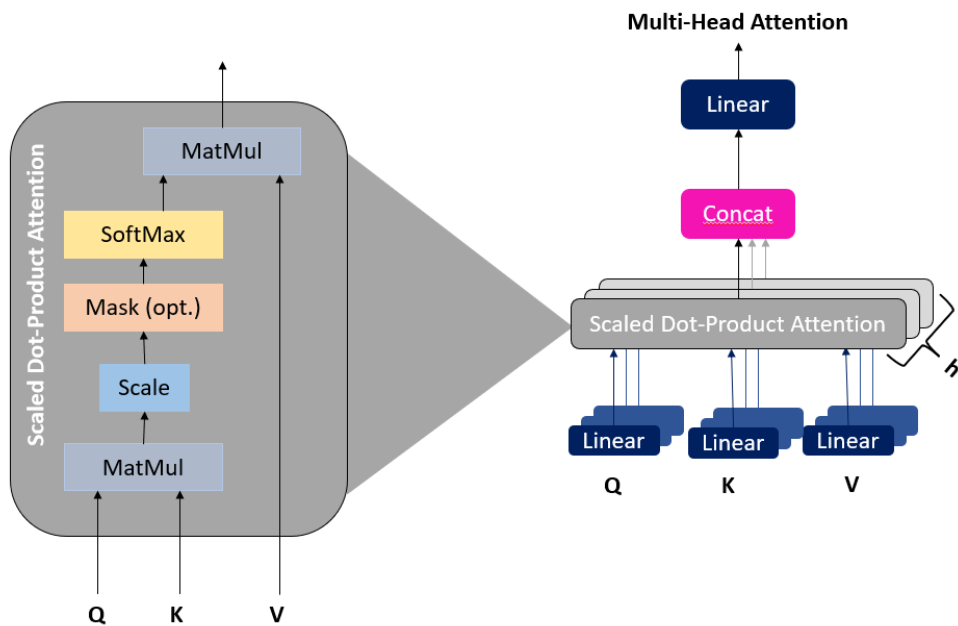 Multi-Head Attention
Linear
Concat
Scaled Dot-Product Attention
h
Linear
Linear
Linear
Q
K
V
Scaled Dot-Product Attention
MatMul
SoftMax
Mask (opt.)
Scale
MatMul
Q
K
V